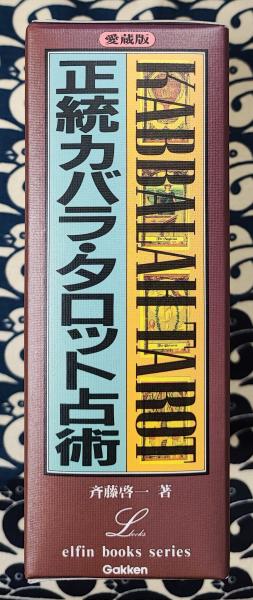 愛蔵版
KABBALAH TAROT
正統カバラ・タロット占術
斉藤啓一 著
L books
elfin books series
Gakken